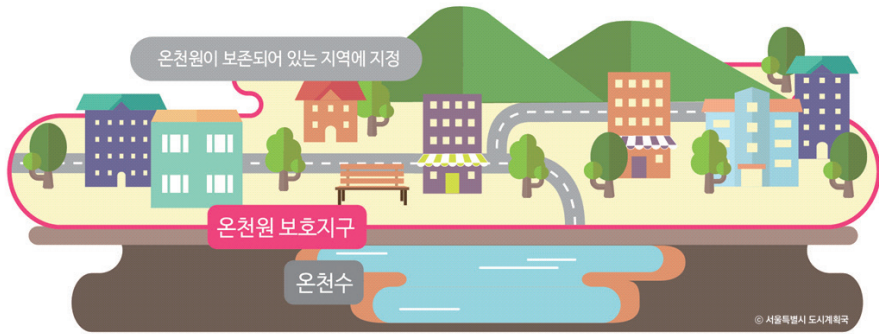 온천원이 보존되어 있는 지역에 지정
온천원 보호지구
온천수
© 서울특별시 도시계획국